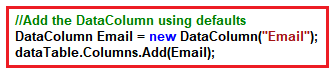 //Add the DataColumn using defaults
DataColumn Email = new DataColumn("Email");
dataTable.Columns.Add(Email);